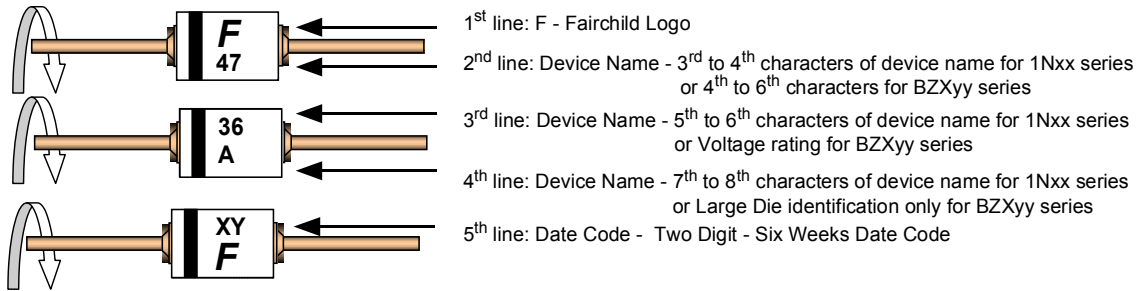 F
47
1st line: F - Fairchild Logo
2nd line: Device Name - 3rd to 4th characters of device name for 1Nxx series
or 4th to 6th characters for BZXyy series
36
A
3rd line: Device Name - 5th to 6th characters of device name for 1Nxx series
or Voltage rating for BZXyy series
4th line: Device Name - 7th to 8th characters of device name for 1Nxx series
or Large Die identification only for BZXyy series
XY
F
5th line: Date Code - Two Digit - Six Weeks Date Code